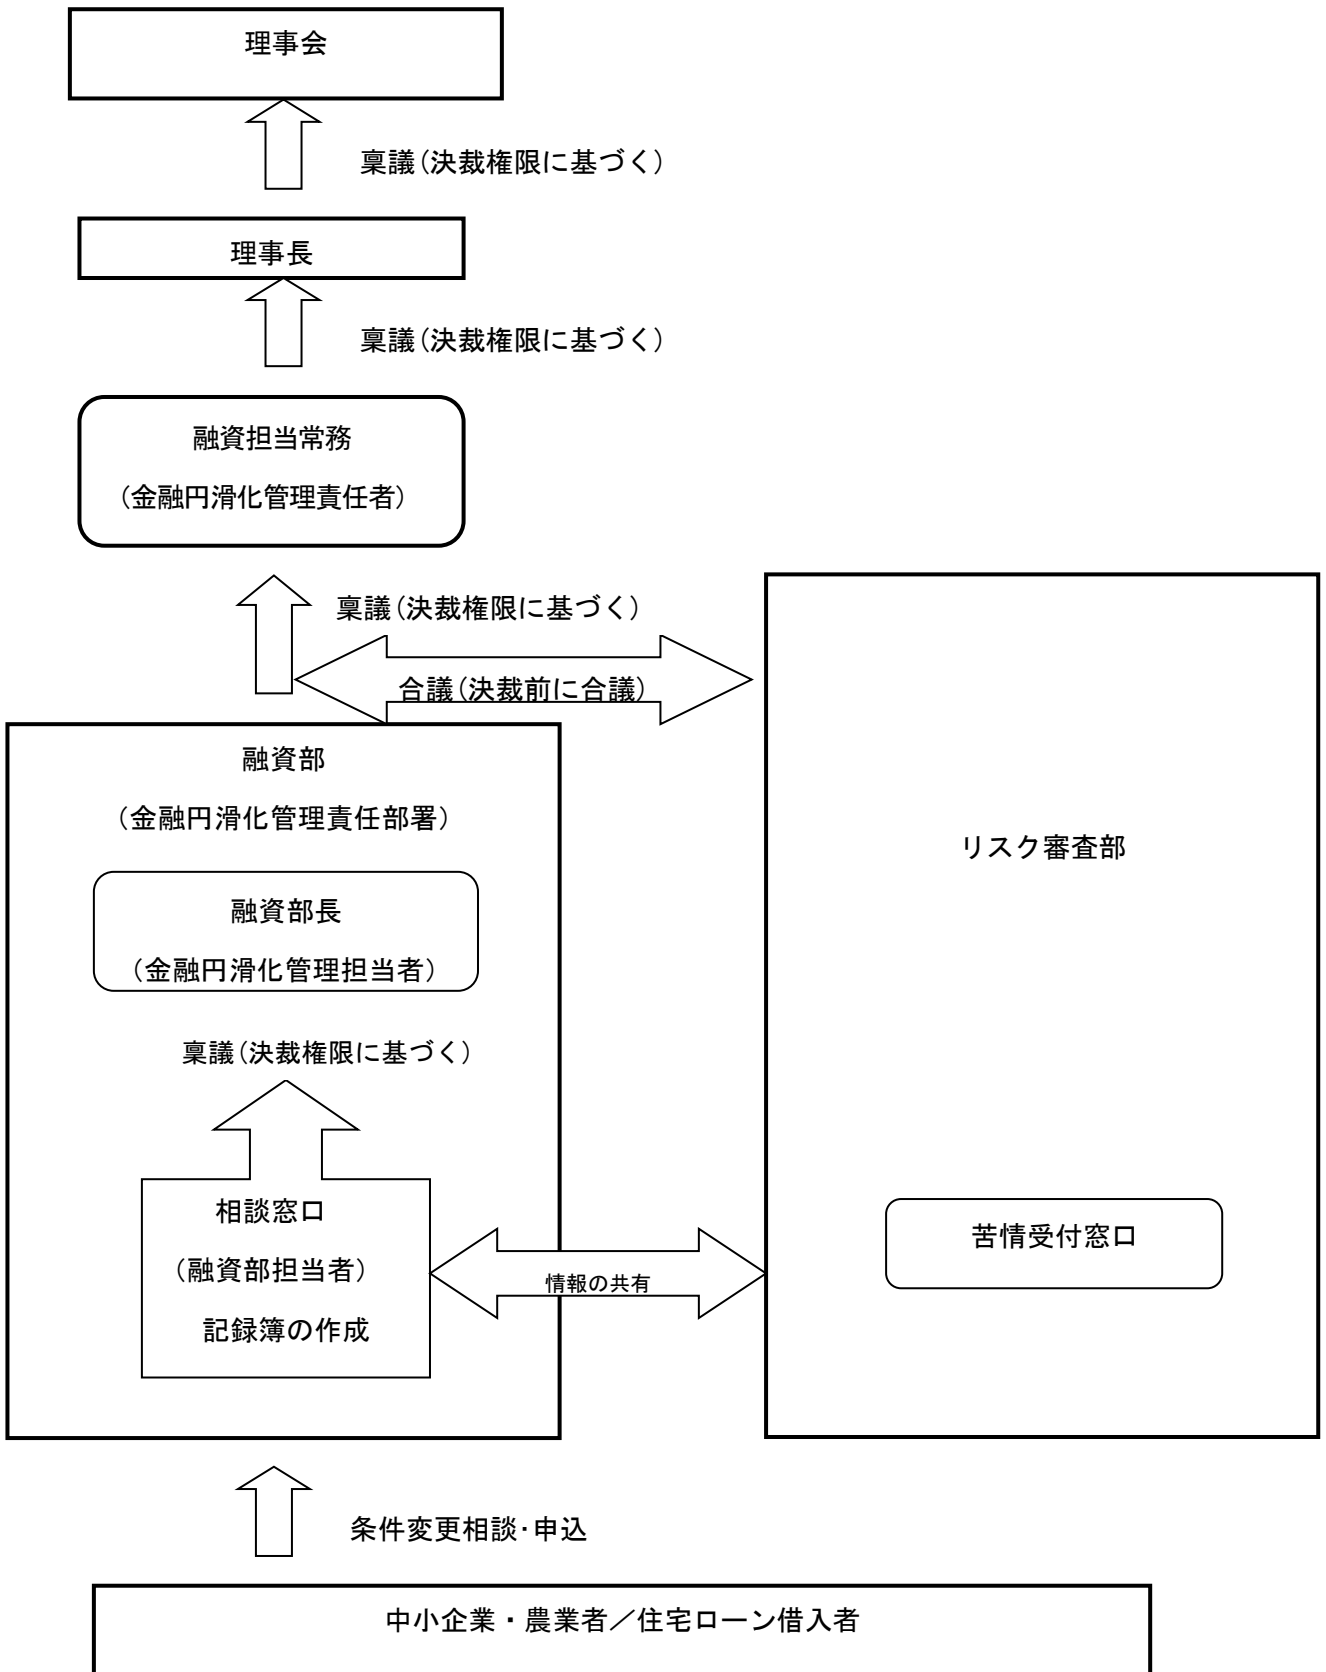 理事会
稟議(決裁権限に基づく)
理事長
稟議(決裁権限に基づく)
融資担当常務
(金融円滑化管理責任者)
稟議(決裁権限に基づく)
合議(決裁前に合議)
融資部
(金融円滑化管理責任部署)
リスク審査部
融資部長
(金融円滑化管理担当者)
稟議(決裁権限に基づく)
相談窓口
(融資部担当者)
記録簿の作成
情報の共有
苦情受付窓口
条件変更相談・申込
中小企業・農業者／住宅ローン借入者